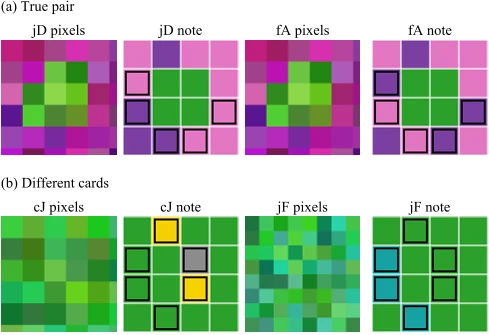 (a) True pair
jD pixels jD note fA pixels fA note
(b) Different cards
cJ pixels cJ note jF pixels jF note